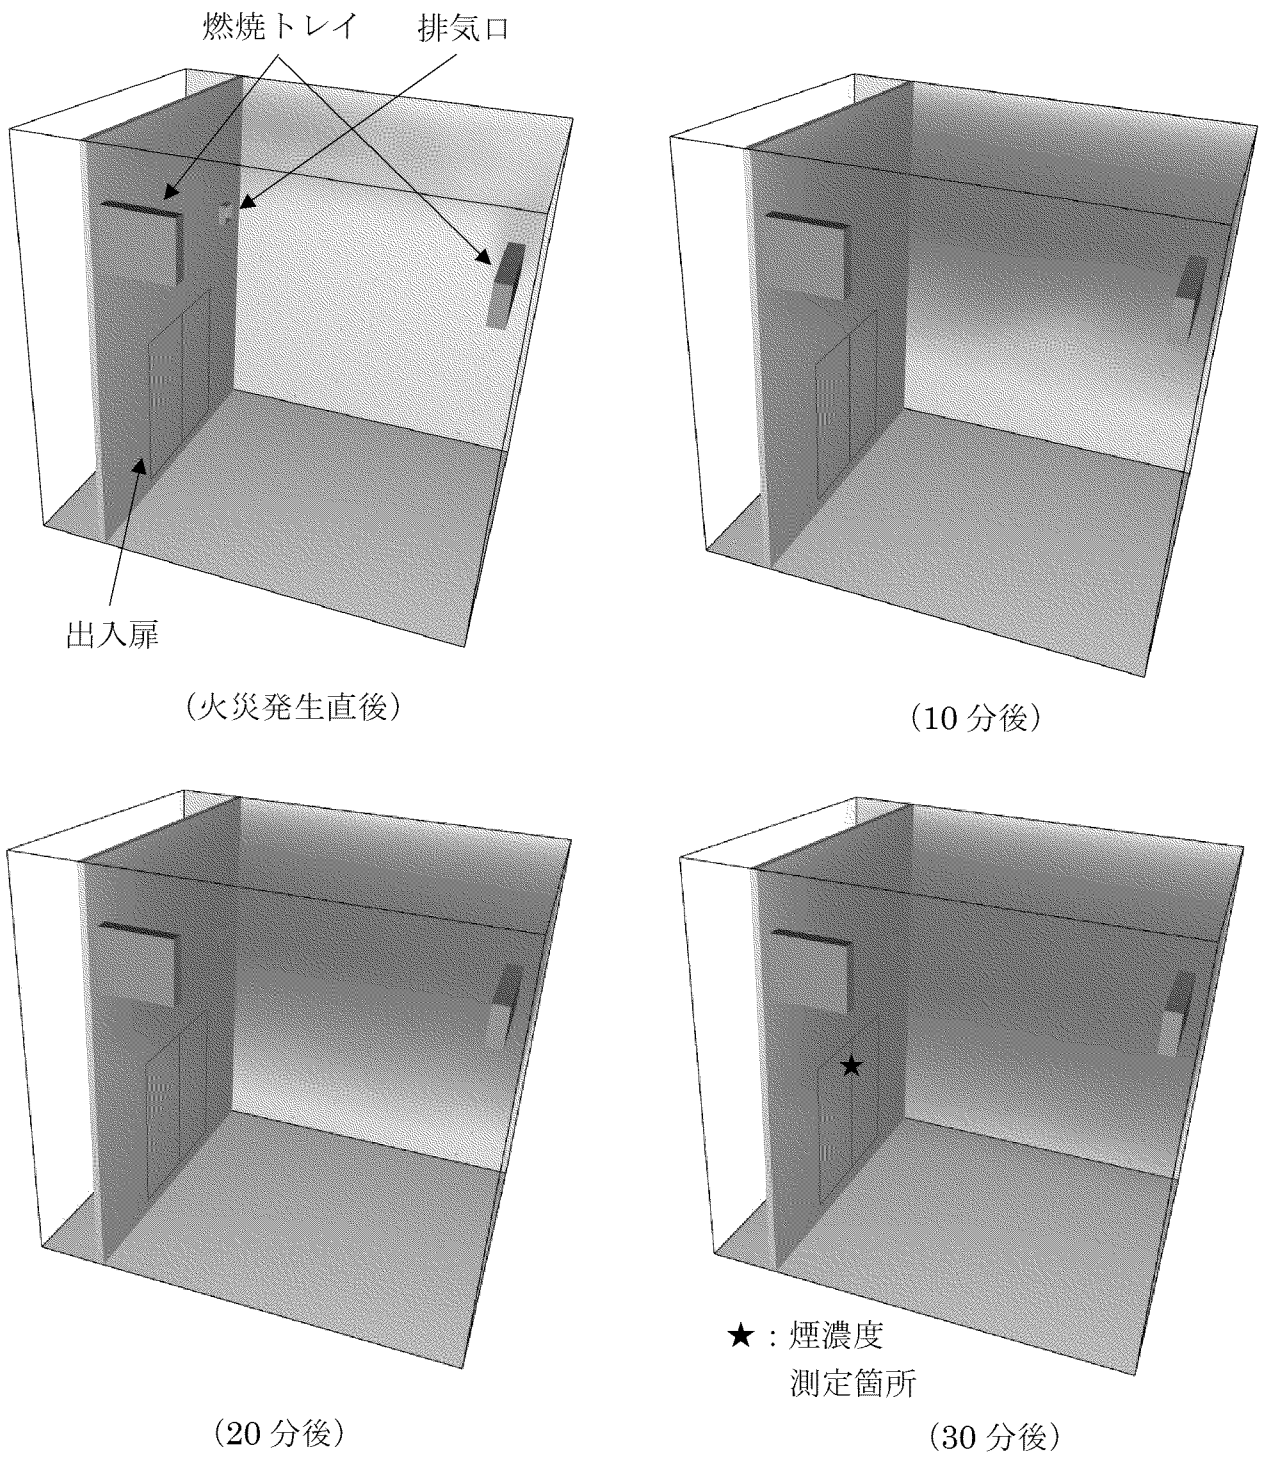 燃焼トレイ
排気口
出入扉
（火災発生直後）
（10 分後）
★：煙濃度
測定箇所
（20 分後）
（30 分後）